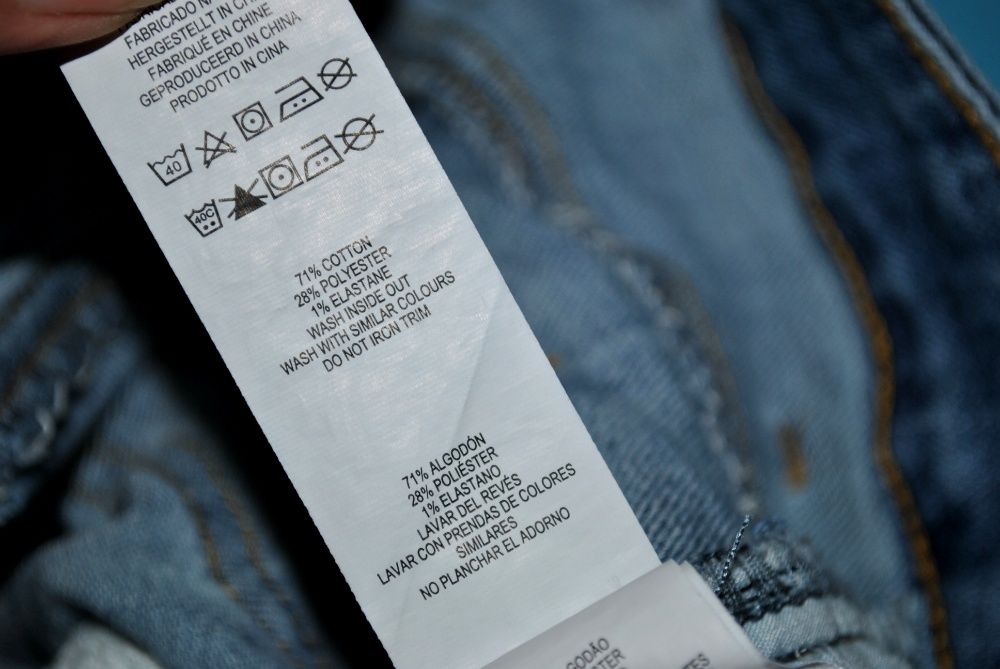 FABRICADO
HERGESTELLT IN
FABRIQUÉ EN CHINE
GEPRODUCEERD IN CHINA
PRODOTTO IN CINA
40
40C
71% COTTON
28% POLYESTER
1% ELASTANE
WASH INSIDE OUT
WASH WITH SIMILAR COLOURS
DO NOT IRON TRIM
71% ALGODÓN
28% POLIÉSTER
1% ELASTANO
LAVAR DEL REVÉS
LAVAR CON PRENDAS DE COLORES
SIMILARES
NO PLANCHAR EL ADORNO